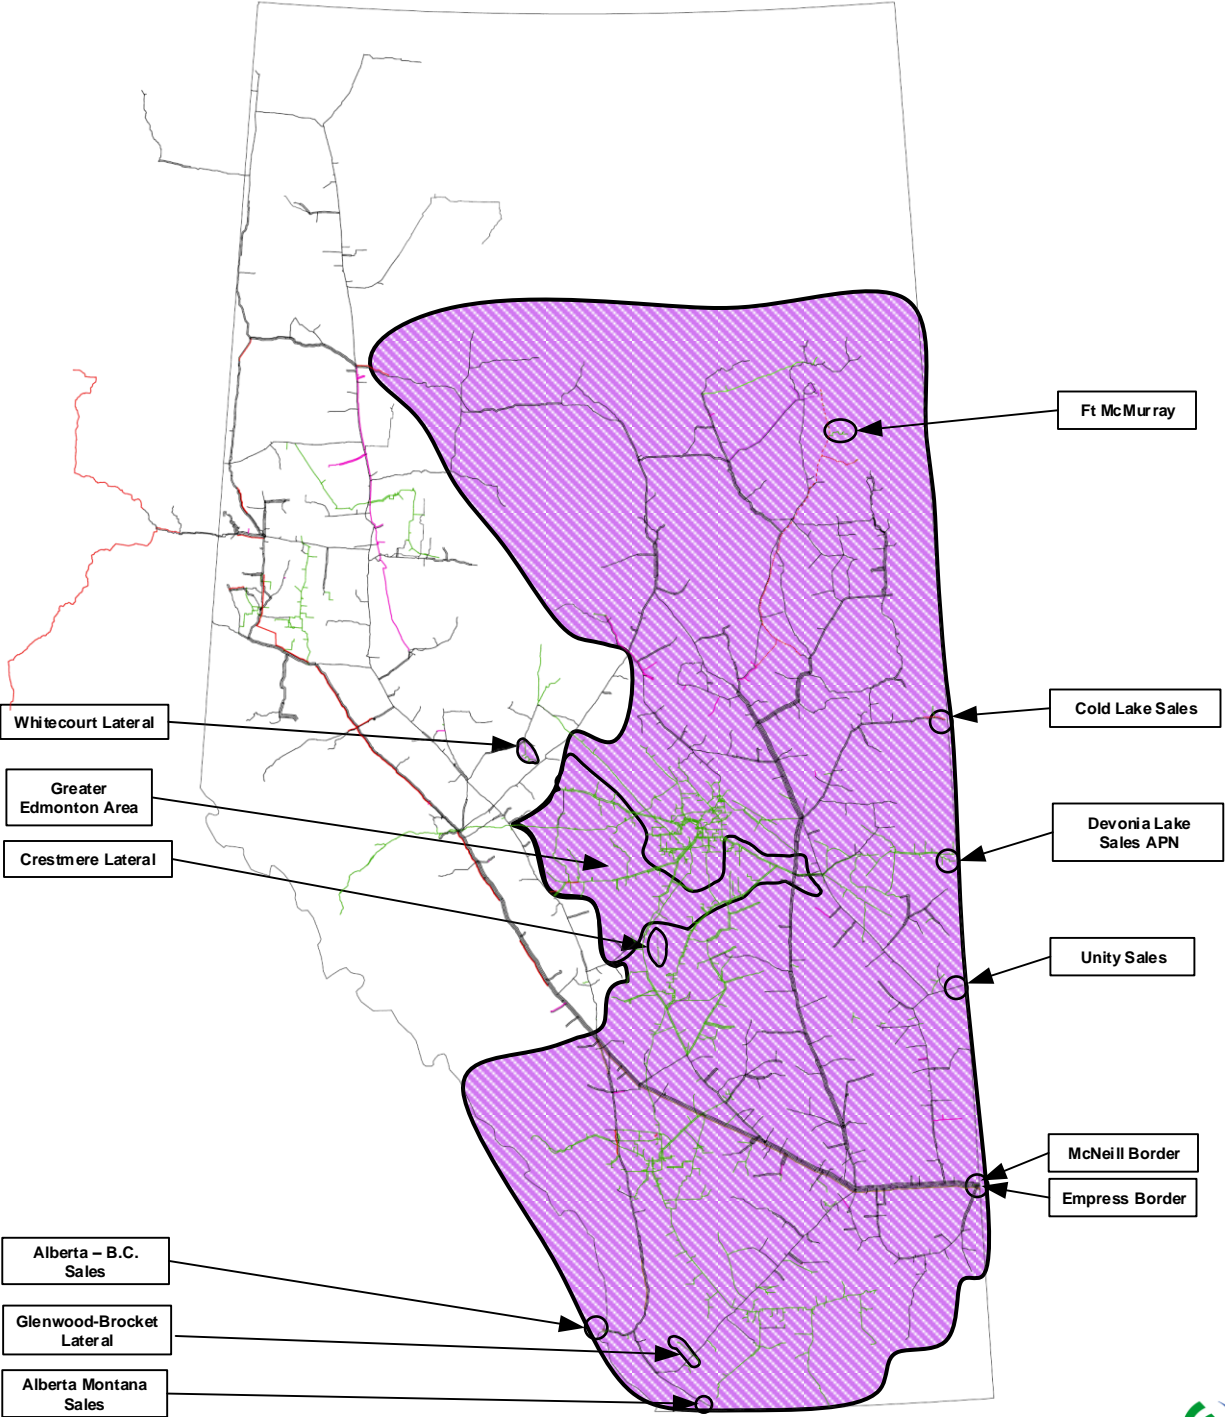 Ft McMurray
Cold Lake Sales
Whitecourt Lateral
Greater
Edmonton Area
Devonia Lake
Sales APN
Crestmere Lateral
Unity Sales
McNeill Border
Empress Border
Alberta – B.C.
Sales
Glenwood-Brocket
Lateral
Alberta Montana
Sales